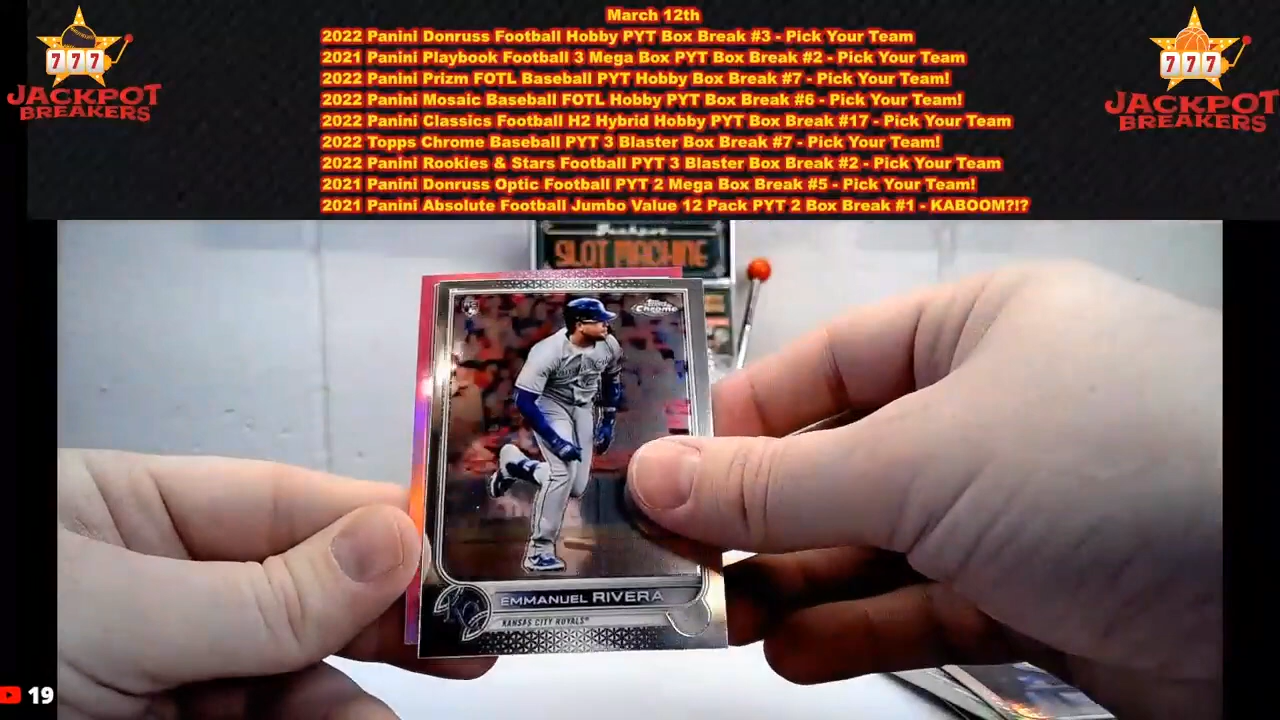 March 12th
2022 Panini Donruss Football Hobby PYT Box Break #3 - Pick Your Team
2021 Panini Playbook Football 3 Mega Box PYT Box Break #2 - Pick Your Team
2022 Panini Prizm FOTL Baseball PYT Hobby Box Break #7 - Pick Your Team!
2022 Panini Mosaic Baseball FOTL Hobby PYT Box Break #6 - Pick Your Team!
2022 Panini Classics Football H2 Hybrid Hobby PYT Box Break #17 - Pick Your Team
2022 Topps Chrome Baseball PYT 3 Blaster Box Break #7 - Pick Your Team!
2022 Panini Rookies & Stars Football PYT 3 Blaster Box Break #2 - Pick Your Team
2021 Panini Donruss Optic Football PYT 2 Mega Box Break #5 - Pick Your Team!
2021 Panini Absolute Football Jumbo Value 12 Pack PYT 2 Box Break #1 - KABOOM?!?
777
JACKPOT
BREAKERS
777
JACKPOT
BREAKERS
SLOT MACHINE
RC
Topps
Chrome
EMMANUEL RIVERA
KANSAS CITY ROYALS
KC
19